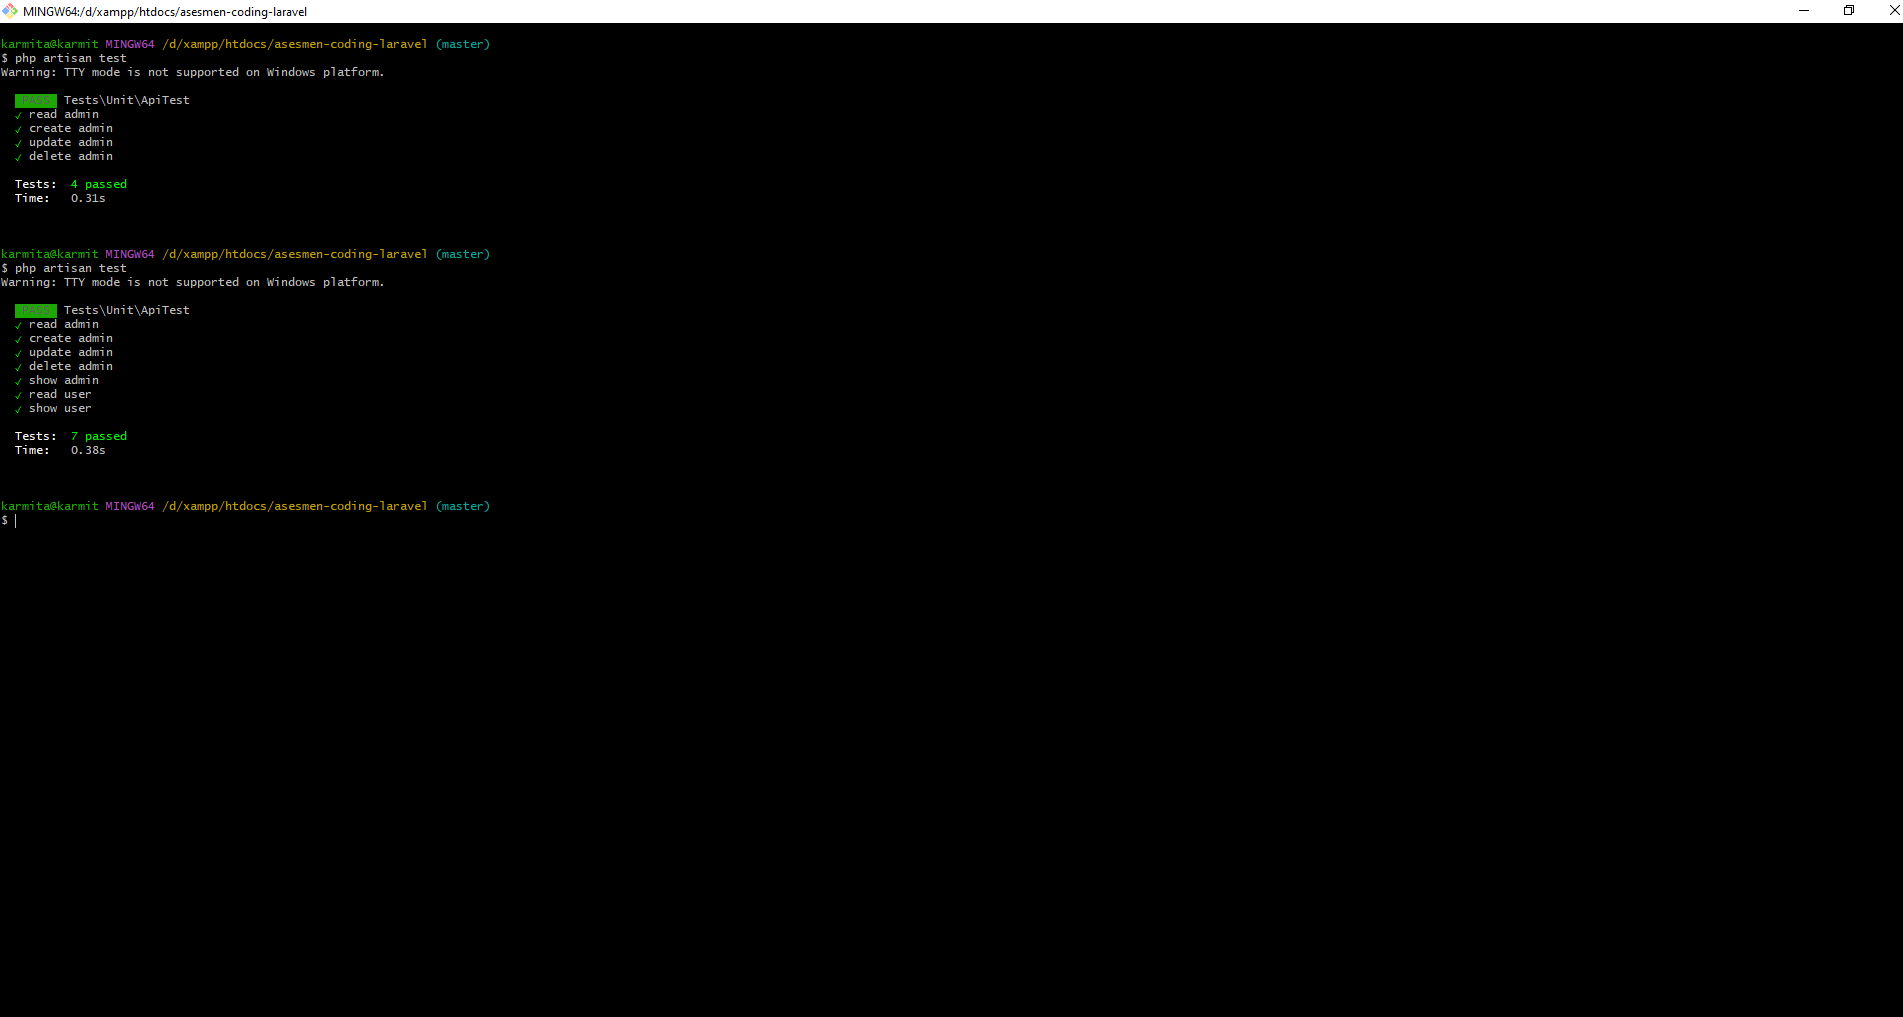 MINGW64:/d/xampp/htdocs/asesmen-coding-laravel
karmita@karmit MINGW64 /d/xampp/htdocs/asesmen-coding-laravel (master)
$ php artisan test
Warning: TTY mode is not supported on Windows platform.
PASS Tests\Unit\ApiTest
✓ read admin
✓ create admin
✓ update admin
✓ delete admin
Tests: 4 passed
Time: 0.31s
karmita@karmit MINGW64 /d/xampp/htdocs/asesmen-coding-laravel (master)
$ php artisan test
Warning: TTY mode is not supported on Windows platform.
PASS Tests\Unit\ApiTest
✓ read admin
✓ create admin
✓ update admin
✓ delete admin
✓ show admin
✓ read user
✓ show user
Tests: 7 passed
Time: 0.38s
karmita@karmit MINGW64 /d/xampp/htdocs/asesmen-coding-laravel (master)
$